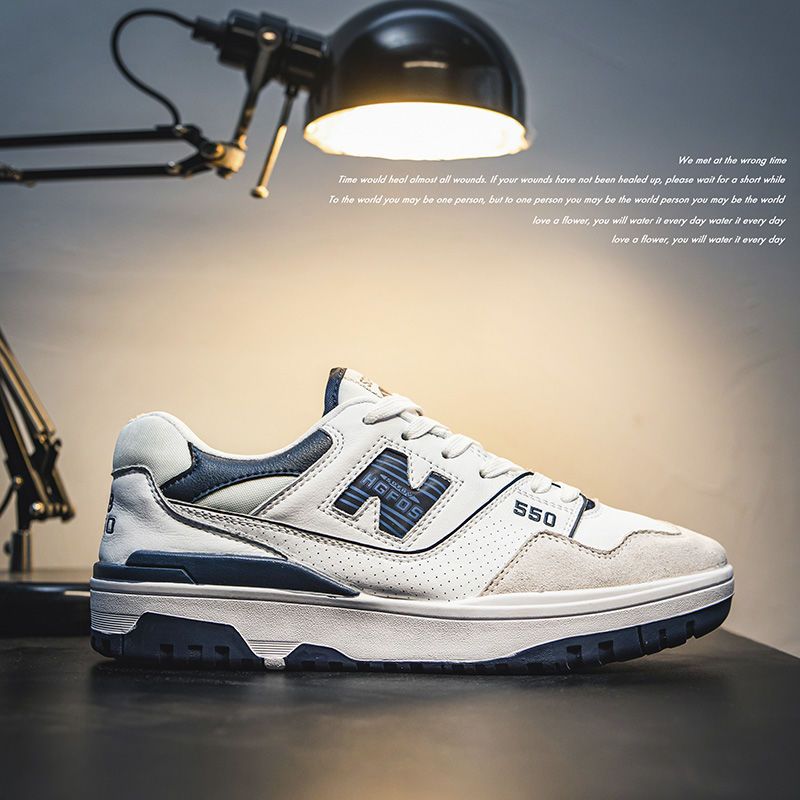 We met at the wrong time
Time would heal almost all wounds. If your wounds have not been healed up, please wait for a short while
To the world you may be one person, but to one person you may be the world person you may be the world
love a flower, you will water it every day water it every day
love a flower, you will water it every day
N
HGFDS
550